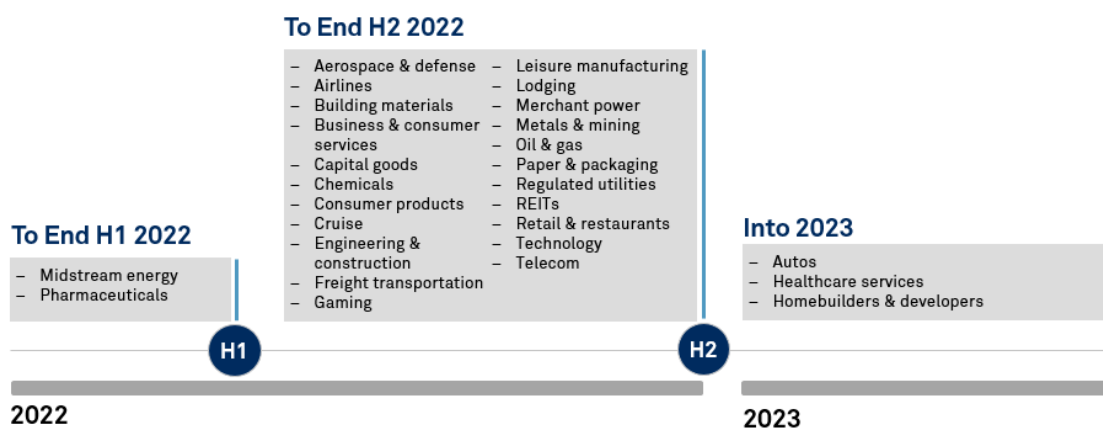 To End H2 2022
– Aerospace & defense
– Airlines
– Building materials
– Business & consumer
services
– Capital goods
– Chemicals
– Consumer products
– Cruise
– Engineering &
construction
– Freight transportation
– Gaming
– Leisure manufacturing
– Lodging
– Merchant power
– Metals & mining
– Oil & gas
– Paper & packaging
– Regulated utilities
– REITs
– Retail & restaurants
– Technology
– Telecom
To End H1 2022
– Midstream energy
– Pharmaceuticals
Into 2023
– Autos
– Healthcare services
– Homebuilders & developers
H1
H2
2022
2023